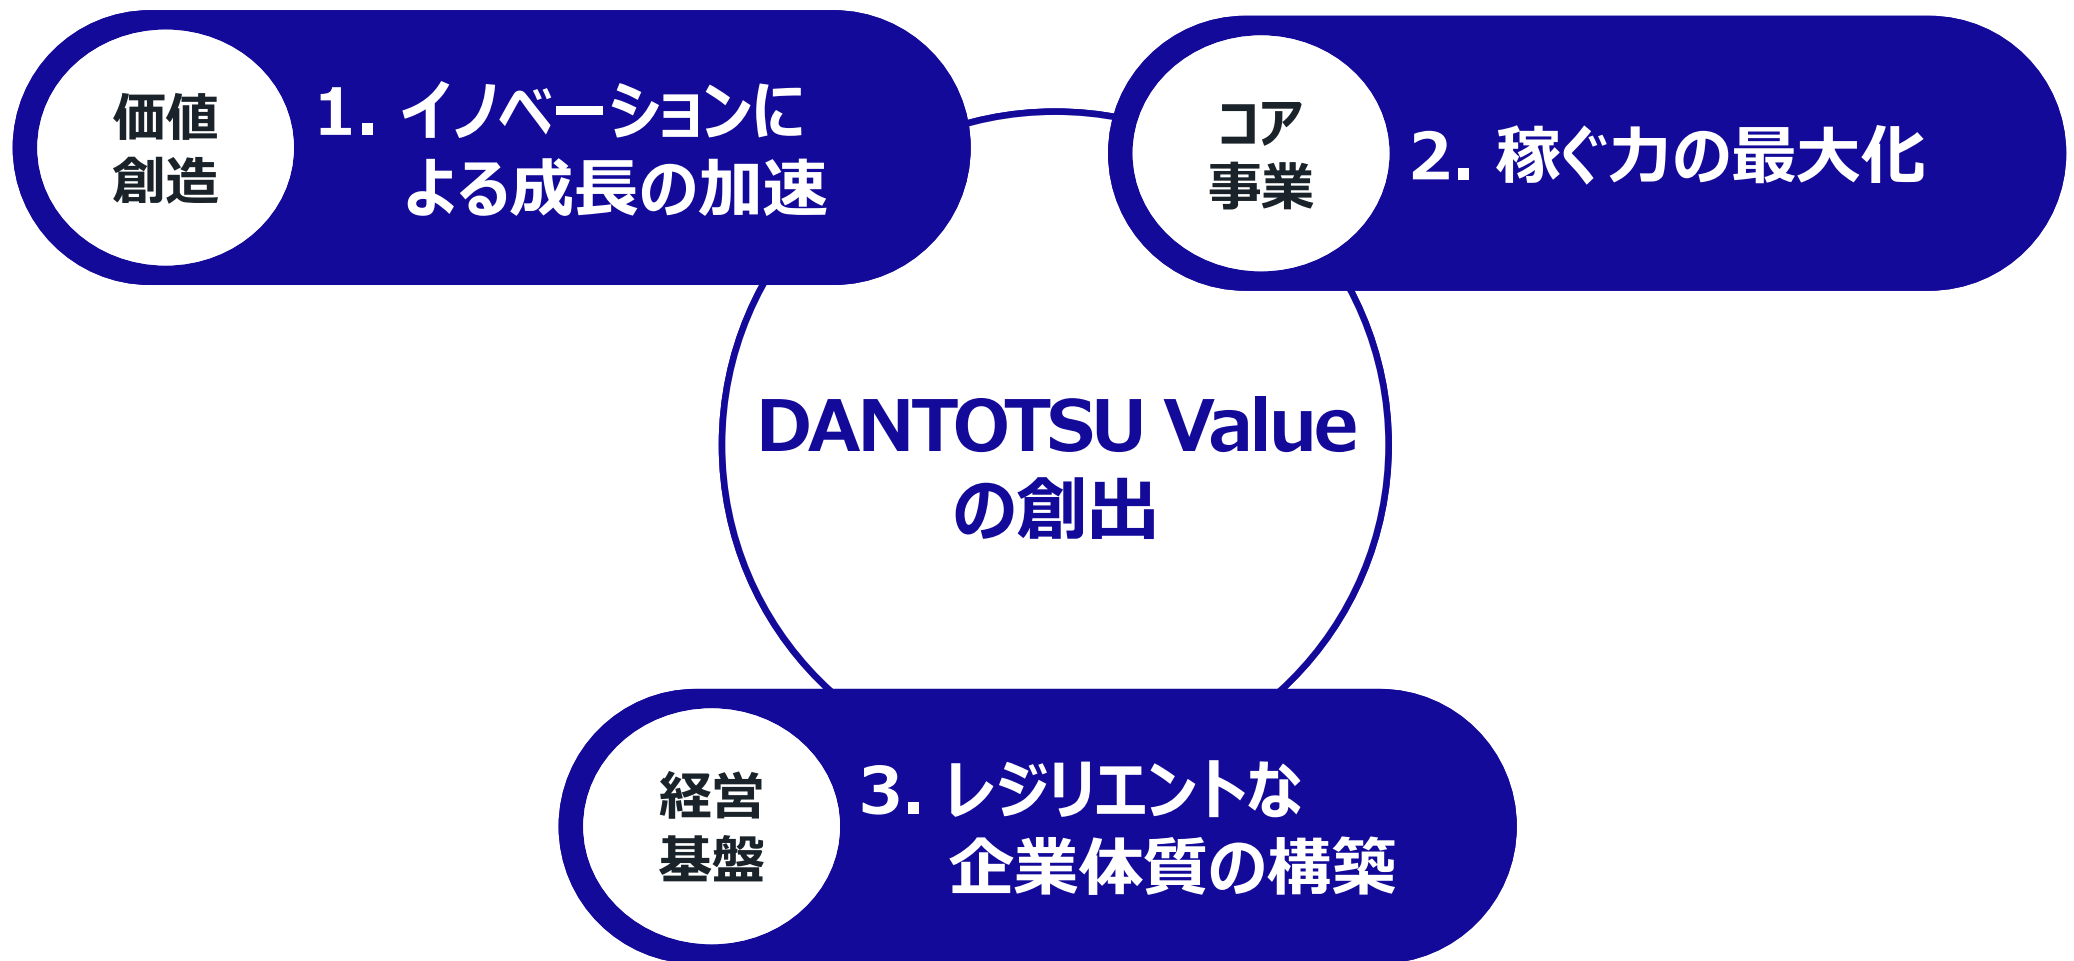 価値
創造
1. イノベーションに
よる成長の加速
コア
事業
2. 稼ぐ力の最大化
DANTOTSU Value
の創出
経営
基盤
3. レジリエントな
企業体質の構築